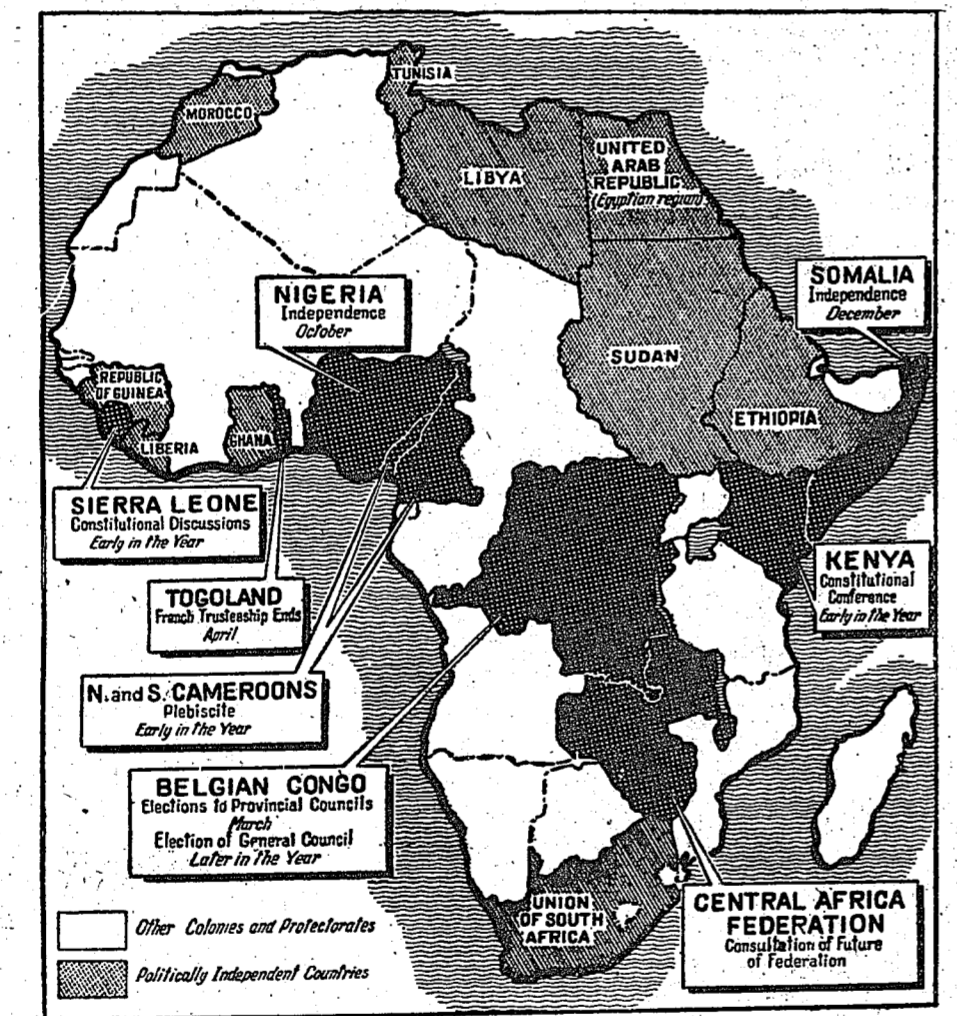 TUNISIA
MOROCCO
LIBYA
UNITED
ARAB
REPUBLIC
(Egyptian region)
NIGERIA
Independence
October
SOMALIA
Independence
December
SUDAN
ETHIOPIA
REPUBLIC
OF GUINEA
LIBERIA
GHANA
SIERRA LEONE
Constitutional Discussions
Early in the Year
TOGOLAND
French Trusteeship Ends
April
KENYA
Constitutional
Conference
Early in the Year
N. and S. CAMEROONS
Plebiscite
Early in the Year
BELGIAN CONGO
Elections to Provincial Councils
March
Election of General Council
Later in the Year
UNION
OF SOUTH
AFRICA
CENTRAL AFRICA
FEDERATION
Consultation of Future
of Federation
Other Colonies and Protectorates
Politically Independent Countries